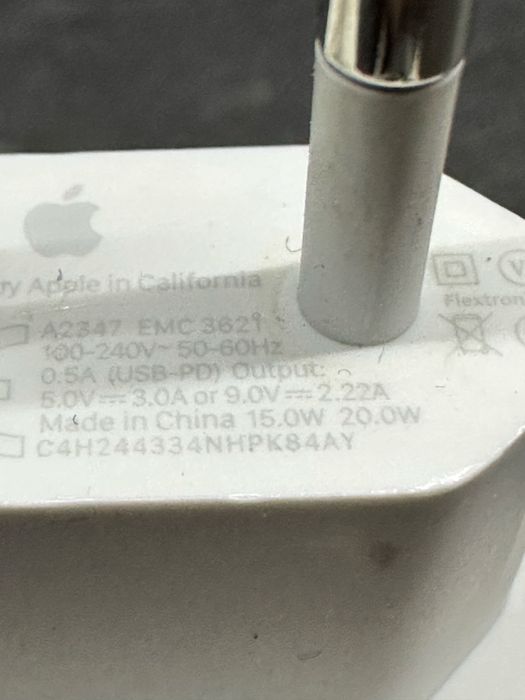 by Apple in California
A2347 EMC 3621
100-240V~ 50-60Hz
0.5A (USB-PD) Output:
5.0V⎓3.0A or 9.0V⎓2.22A
Made in China 15.0W 20.0W
C4H244334NHPK84AY
V
Flextron